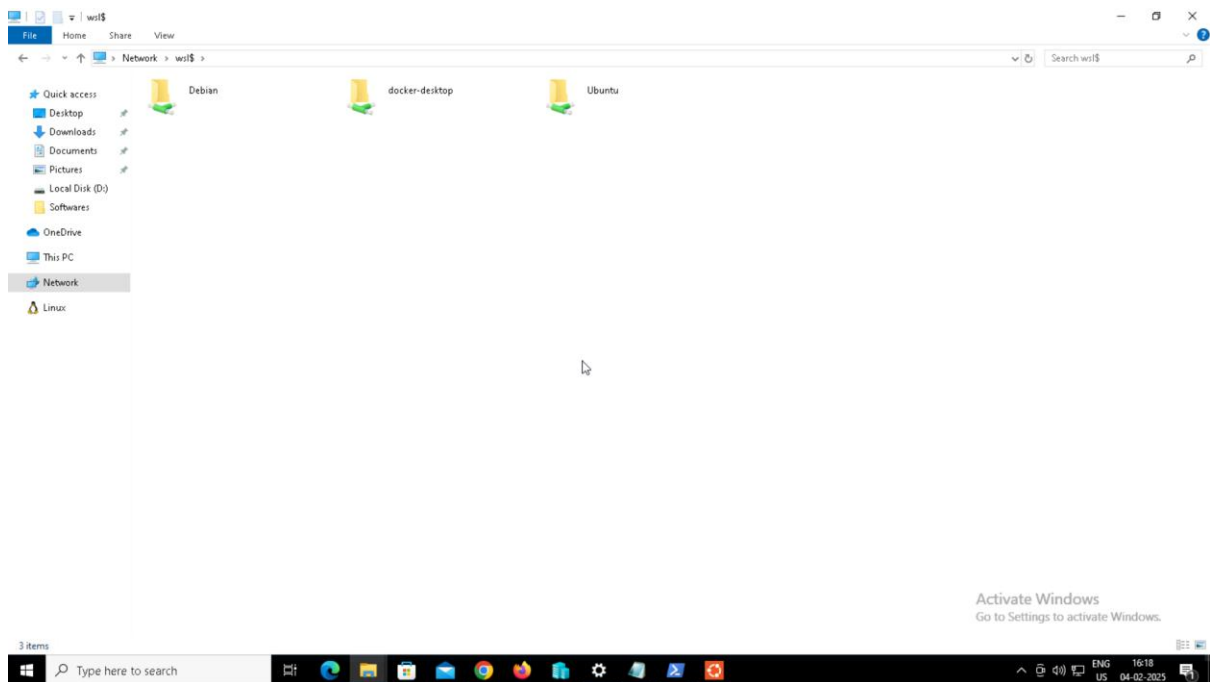 wsl$
File Home Share View
Network > wsl$ >
Search wsl$
Quick access
Desktop
Downloads
Documents
Pictures
Local Disk (D:)
Softwares
OneDrive
This PC
Network
Linux
Debian
docker-desktop
Ubuntu
Activate Windows
Go to Settings to activate Windows.
3 items
Type here to search
ENG
US
16:18
04-02-2025